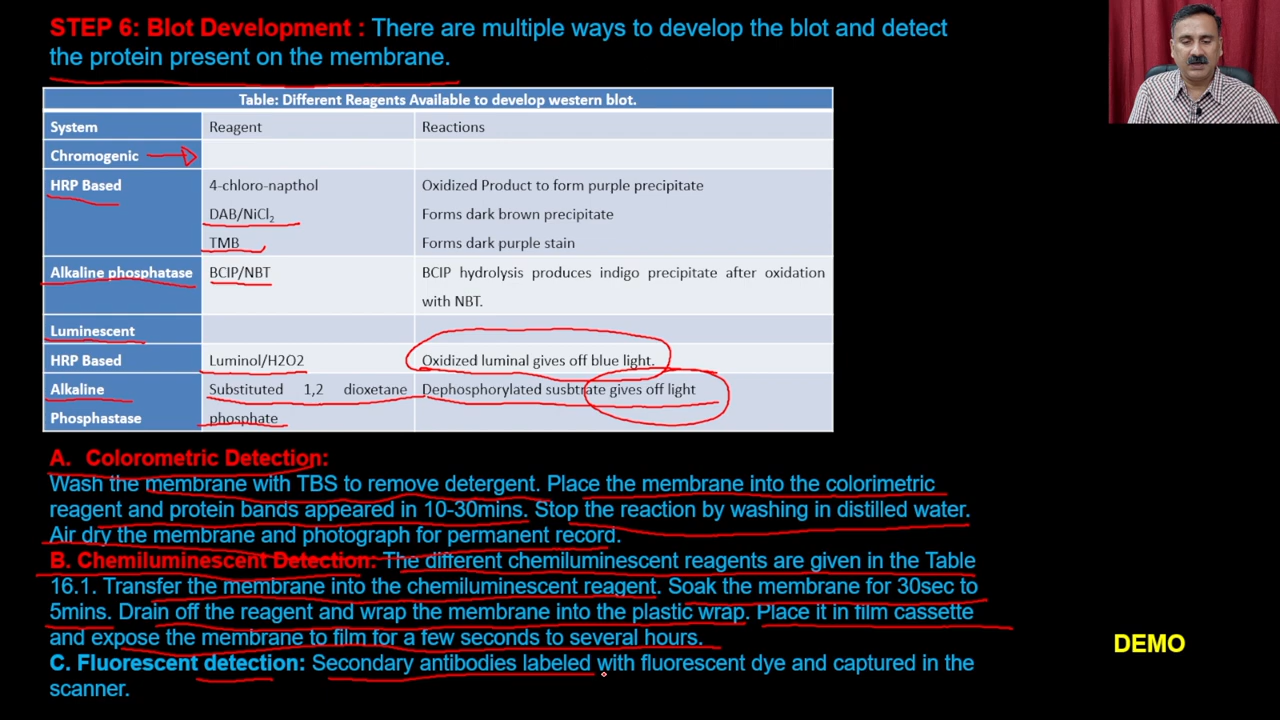 STEP 6: Blot Development : There are multiple ways to develop the blot and detect
the protein present on the membrane.
Table: Different Reagents Available to develop western blot.
System Reagent Reactions
Chromogenic
HRP Based 4-chloro-napthol Oxidized Product to form purple precipitate
DAB/NiCl2 Forms dark brown precipitate
TMB Forms dark purple stain
Alkaline phosphatase BCIP/NBT BCIP hydrolysis produces indigo precipitate after oxidation
with NBT.
Luminescent
HRP Based Luminol/H2O2 Oxidized luminal gives off blue light.
Alkaline Substituted 1,2 dioxetane Dephosphorylated susbtrate gives off light
Phosphastase phosphate
A. Colorometric Detection:
Wash the membrane with TBS to remove detergent. Place the membrane into the colorimetric
reagent and protein bands appeared in 10-30mins. Stop the reaction by washing in distilled water.
Air dry the membrane and photograph for permanent record.
B. Chemiluminescent Detection: The different chemiluminescent reagents are given in the Table
16.1. Transfer the membrane into the chemiluminescent reagent. Soak the membrane for 30sec to
5mins. Drain off the reagent and wrap the membrane into the plastic wrap. Place it in film cassette
and expose the membrane to film for a few seconds to several hours.
C. Fluorescent detection: Secondary antibodies labeled with fluorescent dye and captured in the
scanner.
DEMO